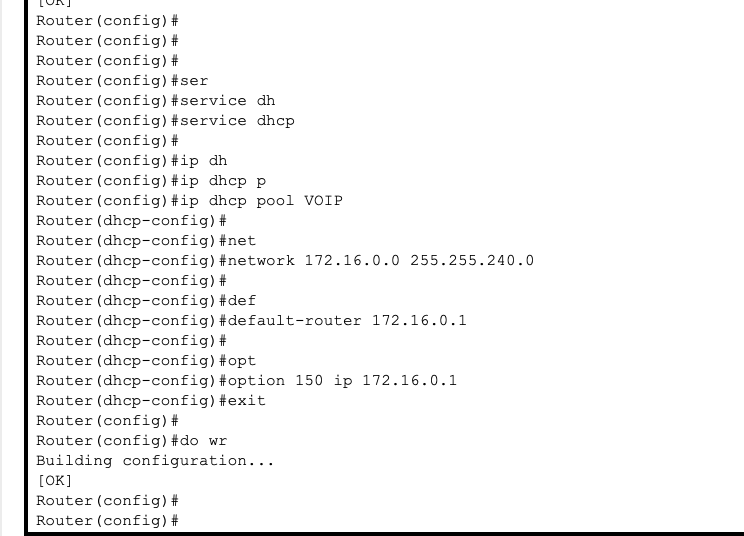 [OK]
Router(config)#
Router(config)#
Router(config)#
Router(config)#ser
Router(config)#service dh
Router(config)#service dhcp
Router(config)#
Router(config)#ip dh
Router(config)#ip dhcp p
Router(config)#ip dhcp pool VOIP
Router(dhcp-config)#
Router(dhcp-config)#net
Router(dhcp-config)#network 172.16.0.0 255.255.240.0
Router(dhcp-config)#
Router(dhcp-config)#def
Router(dhcp-config)#default-router 172.16.0.1
Router(dhcp-config)#
Router(dhcp-config)#opt
Router(dhcp-config)#option 150 ip 172.16.0.1
Router(dhcp-config)#exit
Router(config)#
Router(config)#do wr
Building configuration...
[OK]
Router(config)#
Router(config)#